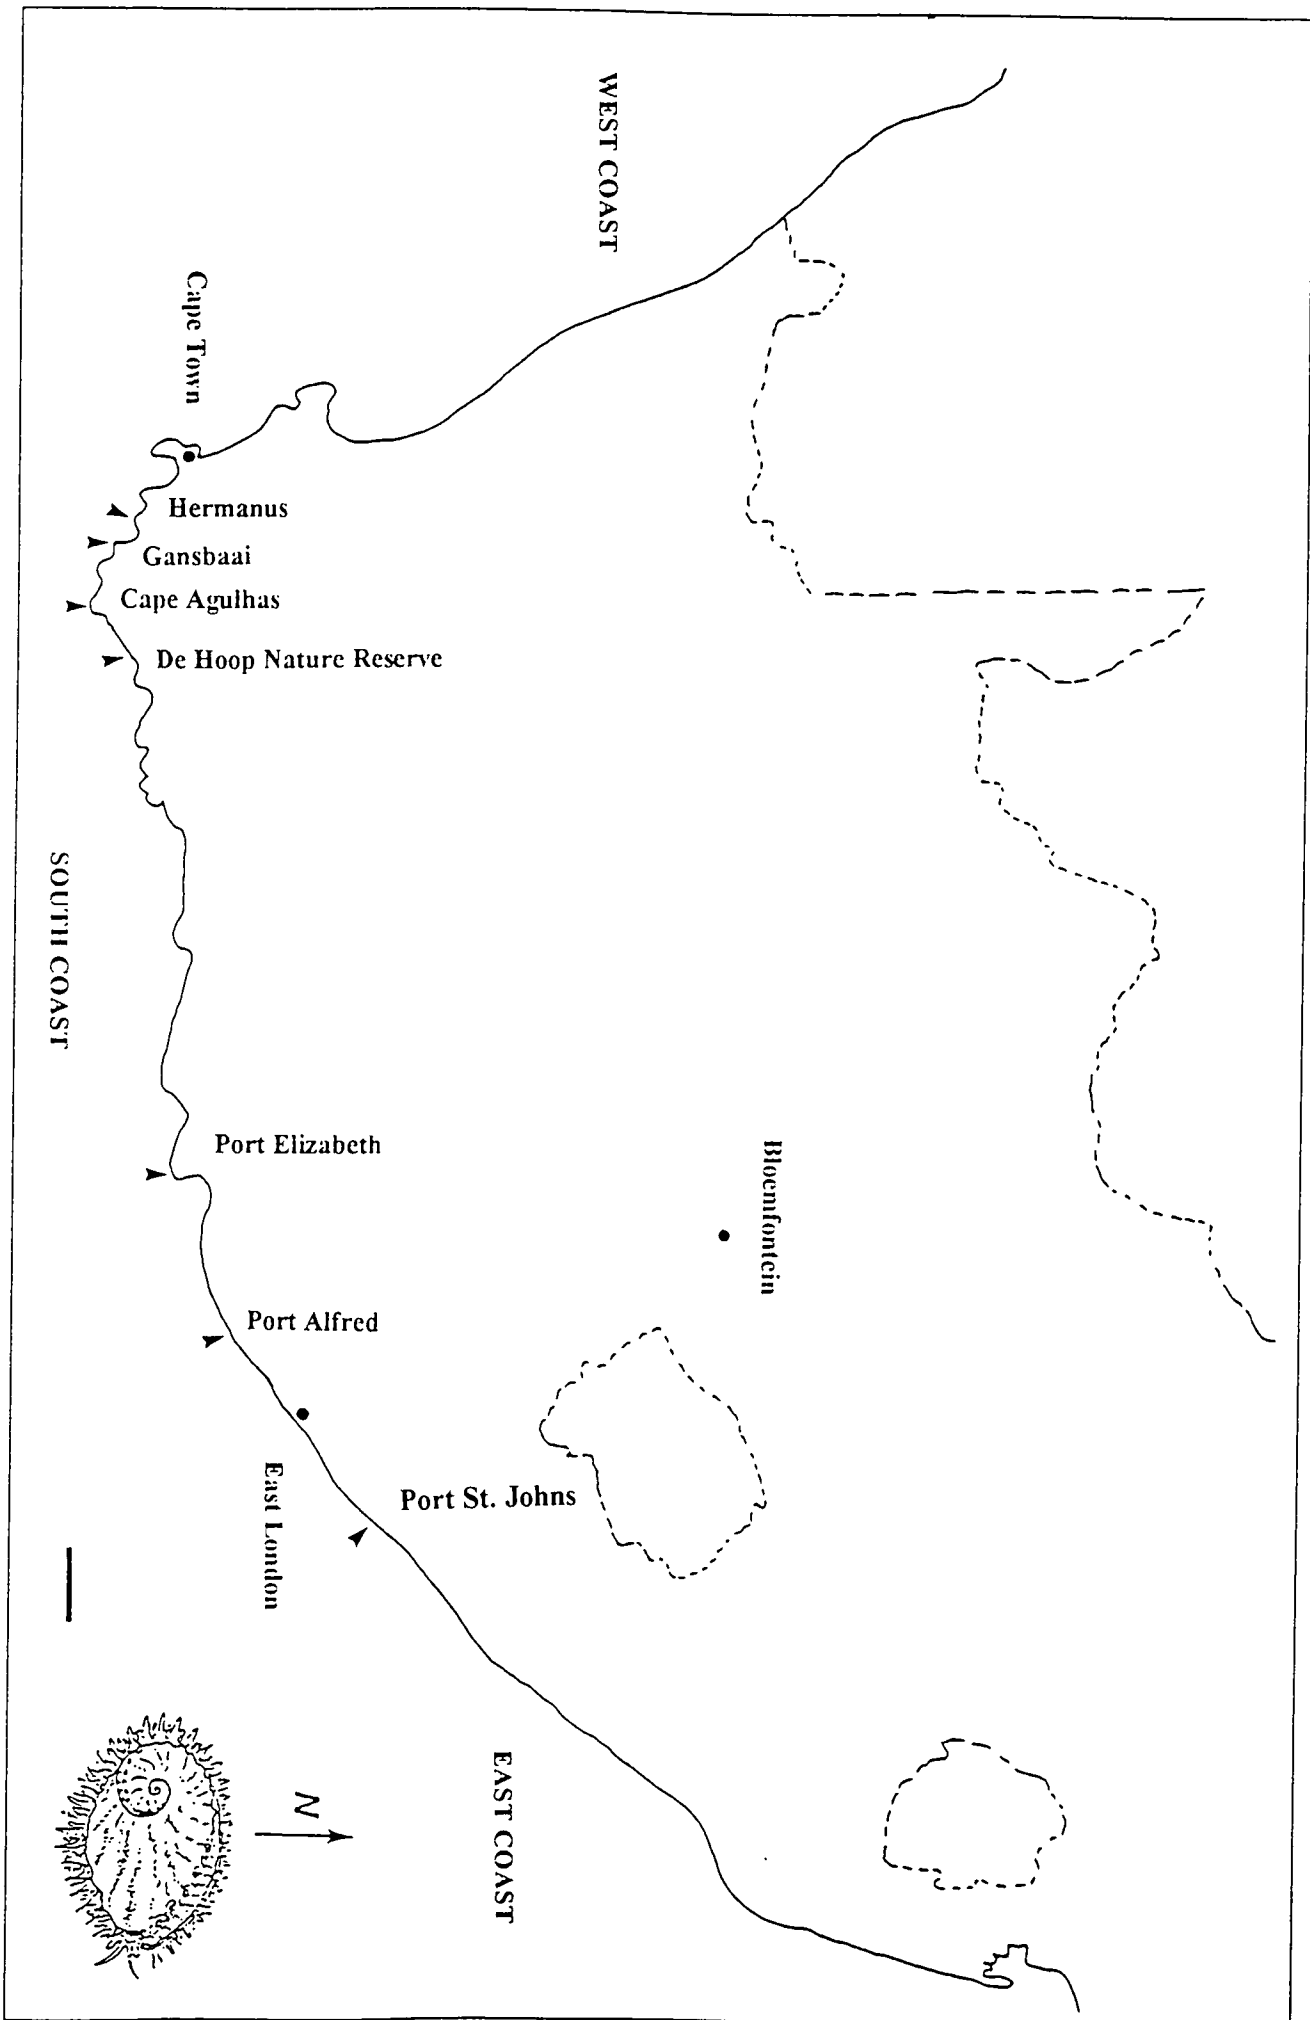 WEST COAST
Cape Town
Hermanus
Gansbaai
Cape Agulhas
De Hoop Nature Reserve
SOUTH COAST
Port Elizabeth
Bloemfontein
Port Alfred
East London
Port St. Johns
EAST COAST
N